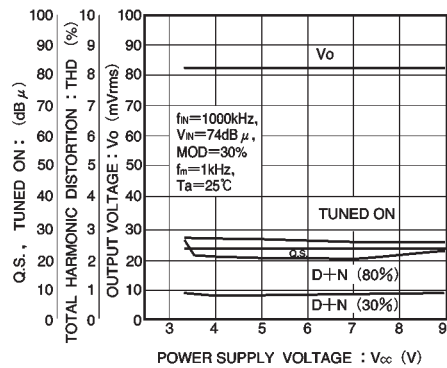 Q.S., TUNED ON : (dB μ)
100
90
80
70
60
50
40
30
20
10
0
TOTAL HARMONIC DISTORTION : THD (%)
10
9
8
7
6
5
4
3
2
1
0
OUTPUT VOLTAGE : Vo (mVrms)
100
90
80
70
60
50
40
30
20
10
0
Vo
fIN=1000kHz,
VIN=74dB μ,
MOD=30%
fm=1kHz,
Ta=25℃
TUNED ON
Q.S.
D+N (80%)
D+N (30%)
3 4 5 6 7 8 9
POWER SUPPLY VOLTAGE : Vcc (V)